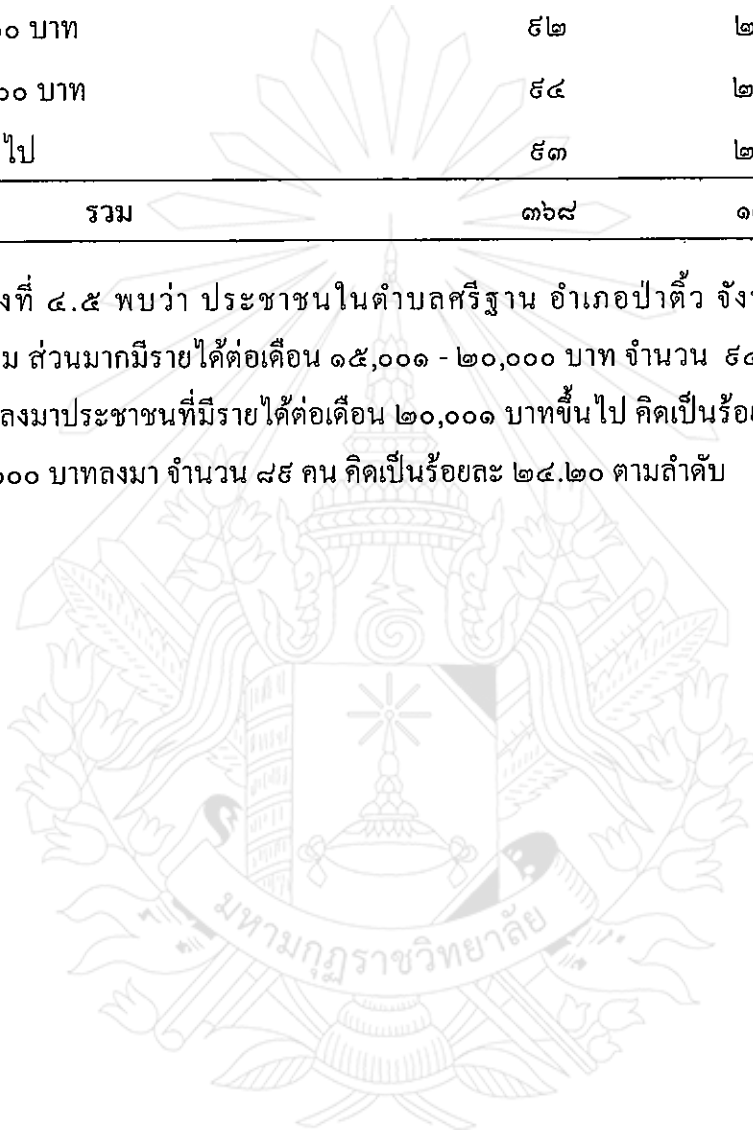 ๐๐ บาท ๙๒ ๒
๐๐ บาท ๙๔ ๒
ไป ๙๓ ๒
รวม ๓๖๘ ๑
งที่ ๔.๕ พบว่า ประชาชนในตำบลศรีฐาน อำเภอป่าติ้ว จัง
ม ส่วนมากมีรายได้ต่อเดือน ๑๕,๐๐๑ - ๒๐,๐๐๐ บาท จำนวน ๙๔
ลงมาประชาชนที่มีรายได้ต่อเดือน ๒๐,๐๐๑ บาทขึ้นไป คิดเป็นร้อย
๐๐๐ บาทลงมา จำนวน ๘๙ คน คิดเป็นร้อยละ ๒๔.๒๐ ตามลำดับ
มหามกุฏราชวิทยาลัย